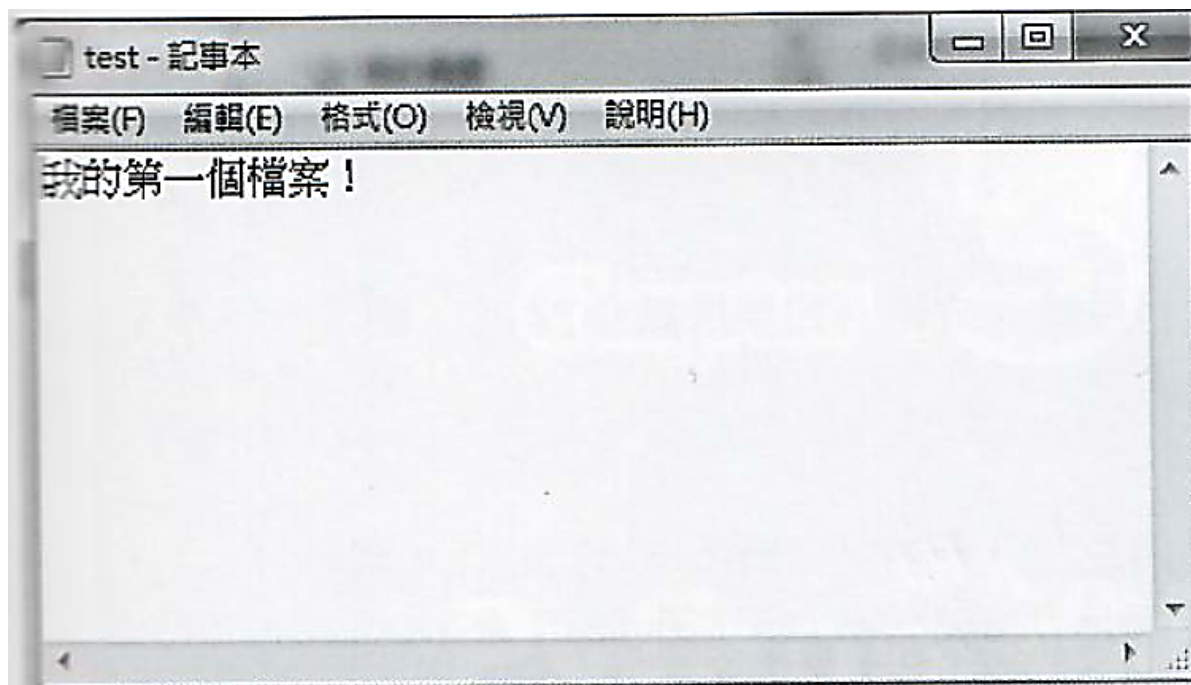 test - 記事本
檔案(F) 編輯(E) 格式(O) 檢視(V) 說明(H)
我的第一個檔案！